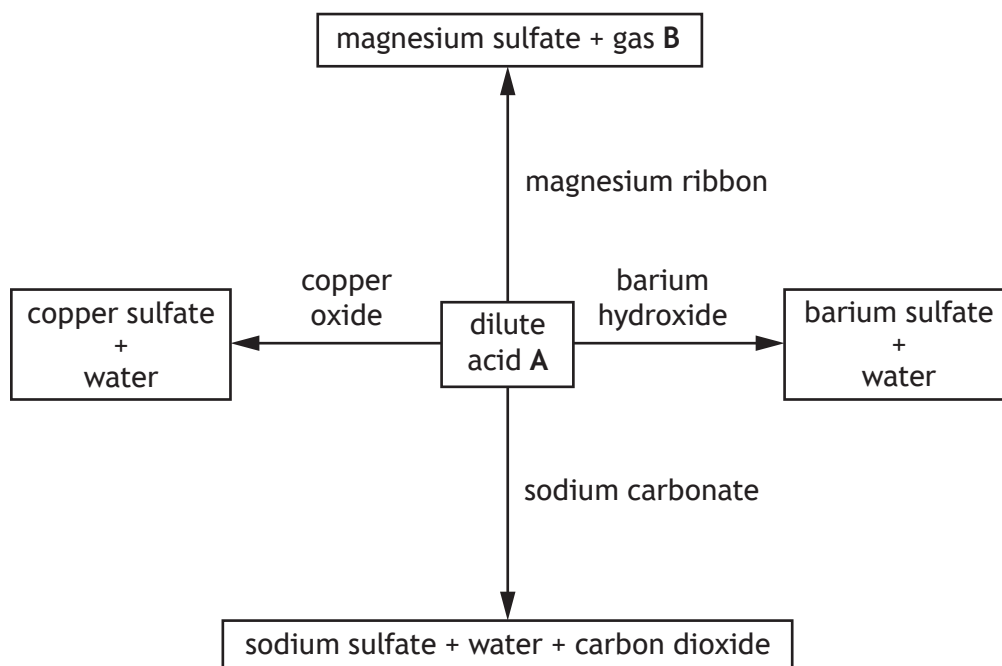 magnesium sulfate + gas B
magnesium ribbon
copper
oxide
barium
hydroxide
copper sulfate
+
water
dilute
acid A
barium sulfate
+
water
sodium carbonate
sodium sulfate + water + carbon dioxide